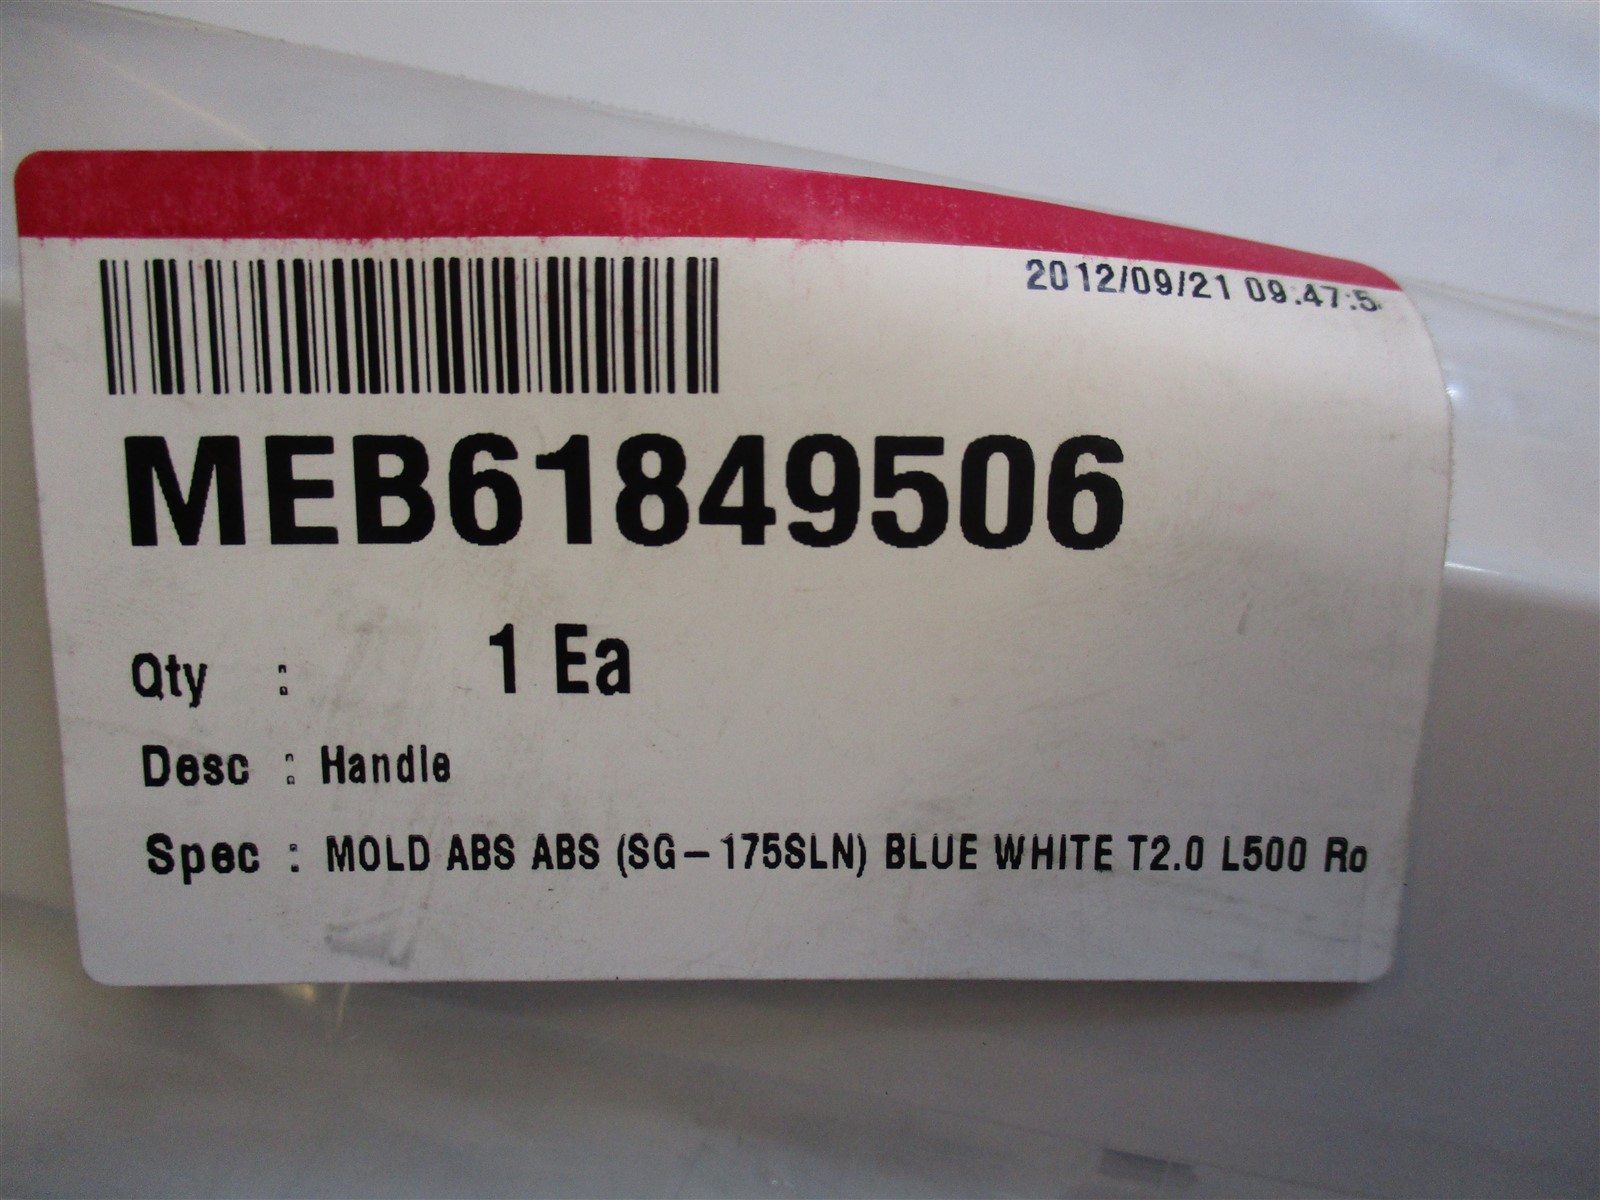 2012/09/21 09:47:5
MEB61849506
Qty : 1 Ea
Desc : Handle
Spec : MOLD ABS ABS (SG-175SLN) BLUE WHITE T2.0 L500 Ro